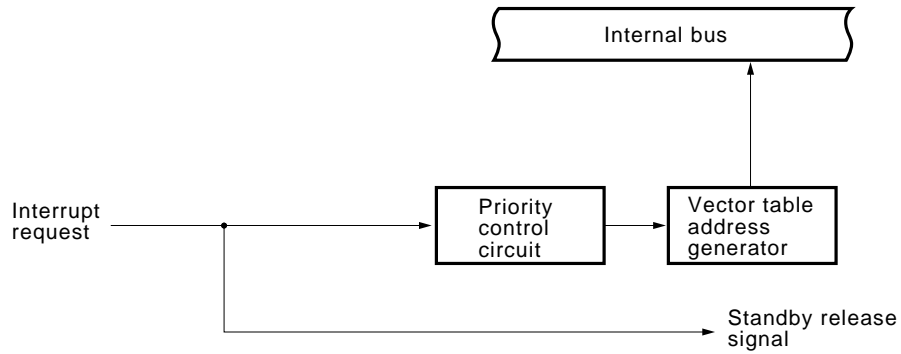 Internal bus
Interrupt
request
Priority
control
circuit
Vector table
address
generator
Standby release
signal